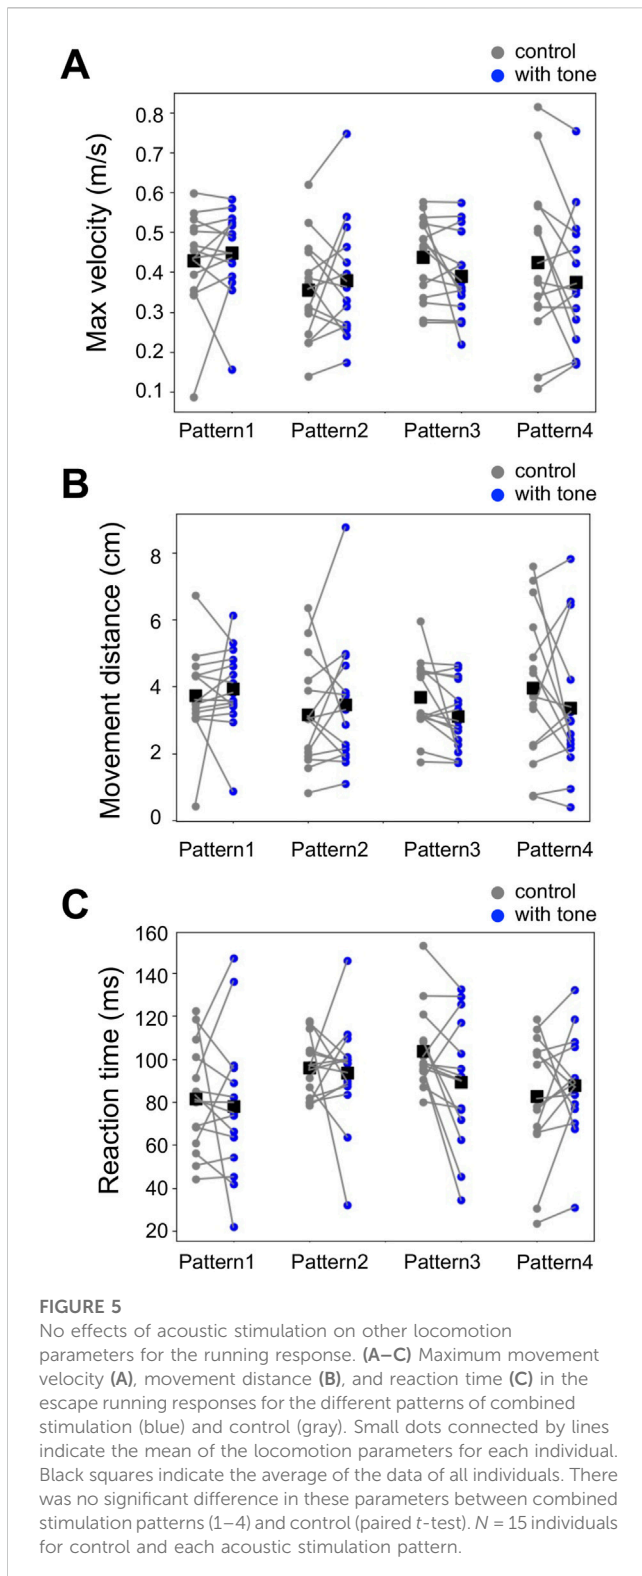 A
control
with tone
Max velocity (m/s)
0.8
0.7
0.6
0.5
0.4
0.3
0.2
0.1
Pattern1 Pattern2 Pattern3 Pattern4
B
control
with tone
Movement distance (cm)
8
6
4
2
0
Pattern1 Pattern2 Pattern3 Pattern4
C
control
with tone
Reaction time (ms)
160
140
120
100
80
60
40
20
Pattern1 Pattern2 Pattern3 Pattern4
FIGURE 5
No effects of acoustic stimulation on other locomotion
parameters for the running response. (A–C) Maximum movement
velocity (A), movement distance (B), and reaction time (C) in the
escape running responses for the different patterns of combined
stimulation (blue) and control (gray). Small dots connected by lines
indicate the mean of the locomotion parameters for each individual.
Black squares indicate the average of the data of all individuals. There
was no significant difference in these parameters between combined
stimulation patterns (1–4) and control (paired t-test). N = 15 individuals
for control and each acoustic stimulation pattern.